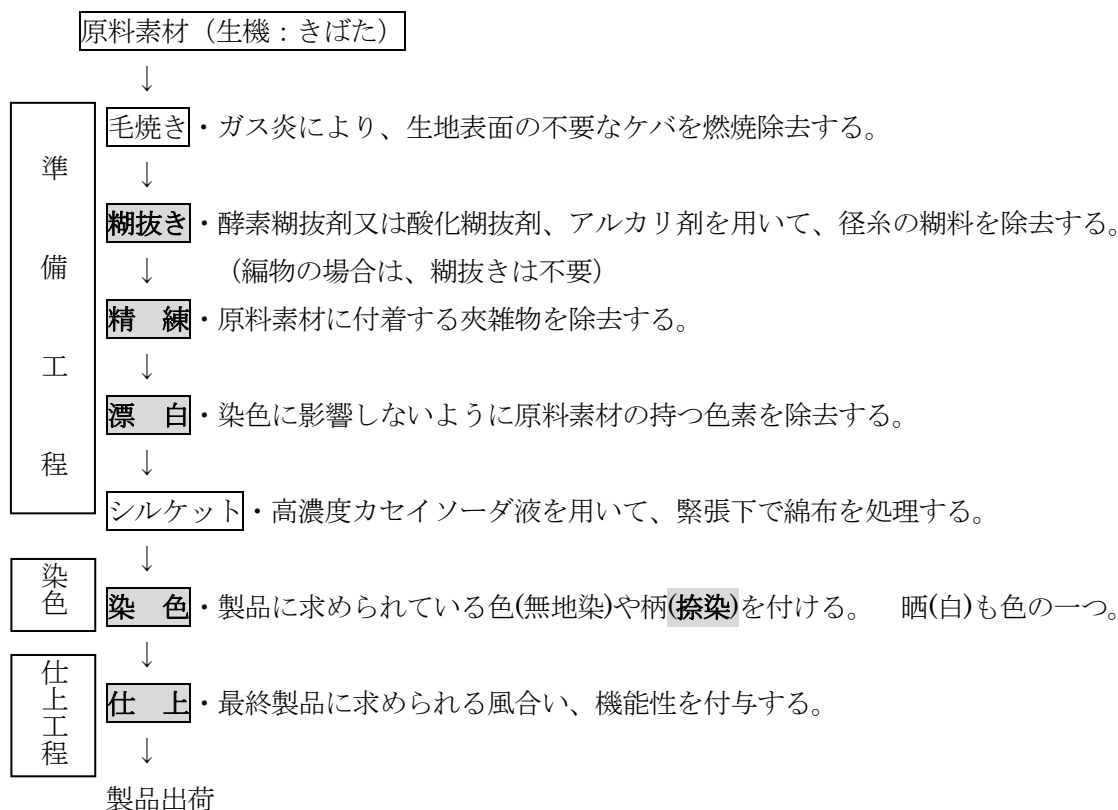 原料素材（生機：きばた）
↓
準備工程
毛焼き・ガス炎により、生地表面の不要なケバを燃焼除去する。
↓
糊抜き・酵素糊抜剤又は酸化糊抜剤、アルカリ剤を用いて、径糸の糊料を除去する。
↓ （編物の場合は、糊抜きは不要）
精　練・原料素材に付着する夾雑物を除去する。
↓
漂　白・染色に影響しないように原料素材の持つ色素を除去する。
↓
シルケット・高濃度カセイソーダ液を用いて、緊張下で綿布を処理する。
↓
染色
染　色・製品に求められている色(無地染)や柄(捺染)を付ける。　晒(白)も色の一つ。
↓
仕上工程
仕　上・最終製品に求められる風合い、機能性を付与する。
↓
製品出荷